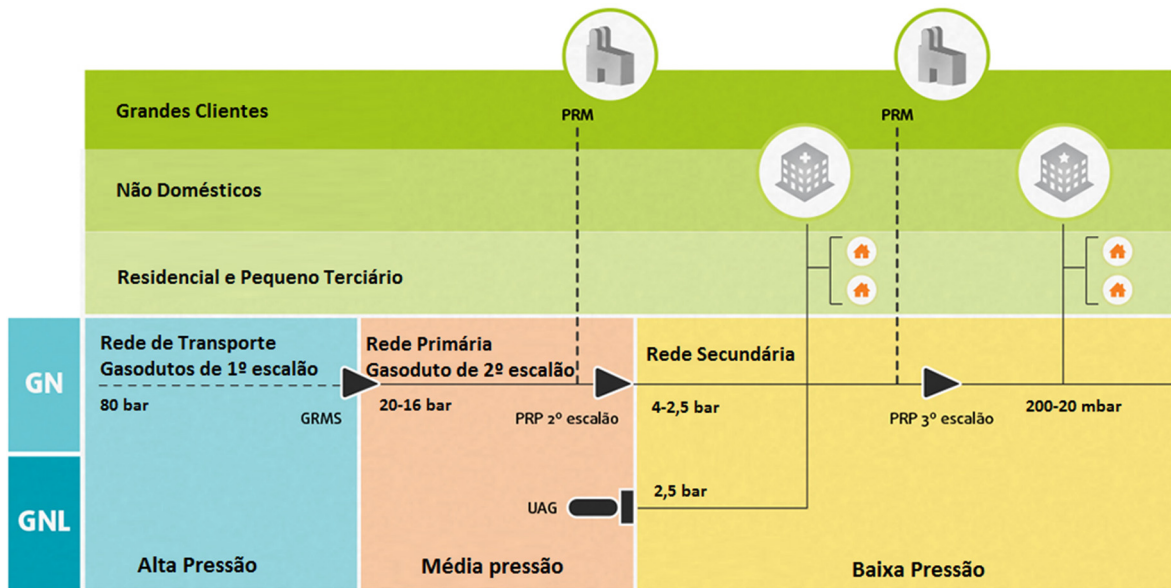 Grandes Clientes
PRM
PRM
Não Domésticos
Residencial e Pequeno Terciário
GN
Rede de Transporte
Gasodutos de 1º escalão
80 bar
GRMS
Rede Primária
Gasoduto de 2º escalão
20-16 bar
PRP 2º escalão
Rede Secundária
4-2,5 bar
PRP 3º escalão
200-20 mbar
GNL
UAG
2,5 bar
Alta Pressão
Média pressão
Baixa Pressão